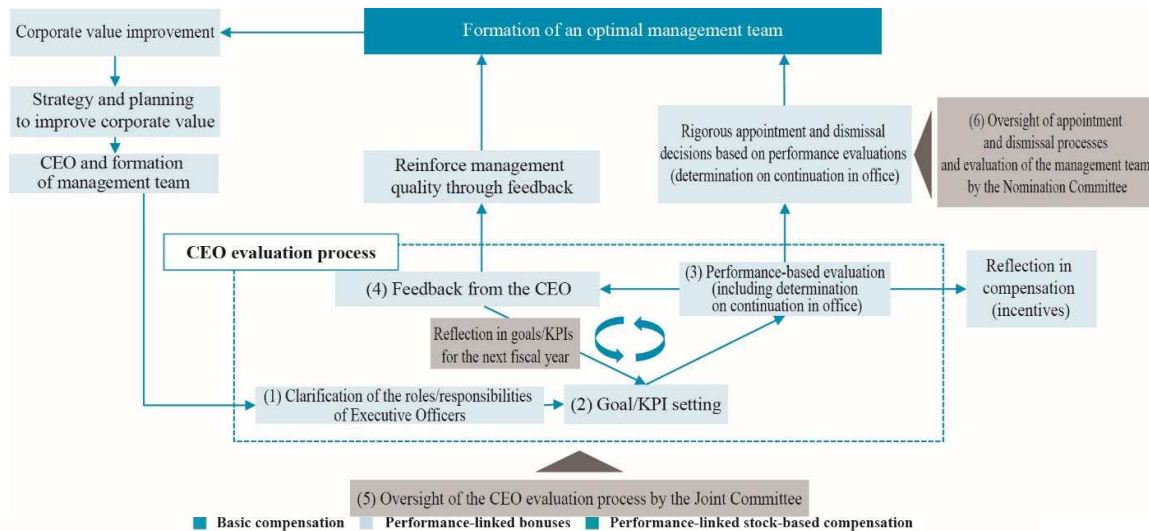 Corporate value improvement
Formation of an optimal management team
Strategy and planning
to improve corporate value
CEO and formation
of management team
Reinforce management
quality through feedback
Rigorous appointment and dismissal
decisions based on performance evaluations
(determination on continuation in office)
(6) Oversight of appointment
and dismissal processes
and evaluation of the management team
by the Nomination Committee
CEO evaluation process
(4) Feedback from the CEO
(3) Performance-based evaluation
(including determination
on continuation in office)
Reflection in
compensation
(incentives)
Reflection in goals/KPIs
for the next fiscal year
(1) Clarification of the roles/responsibilities
of Executive Officers
(2) Goal/KPI setting
(5) Oversight of the CEO evaluation process by the Joint Committee
Basic compensation
Performance-linked bonuses
Performance-linked stock-based compensation